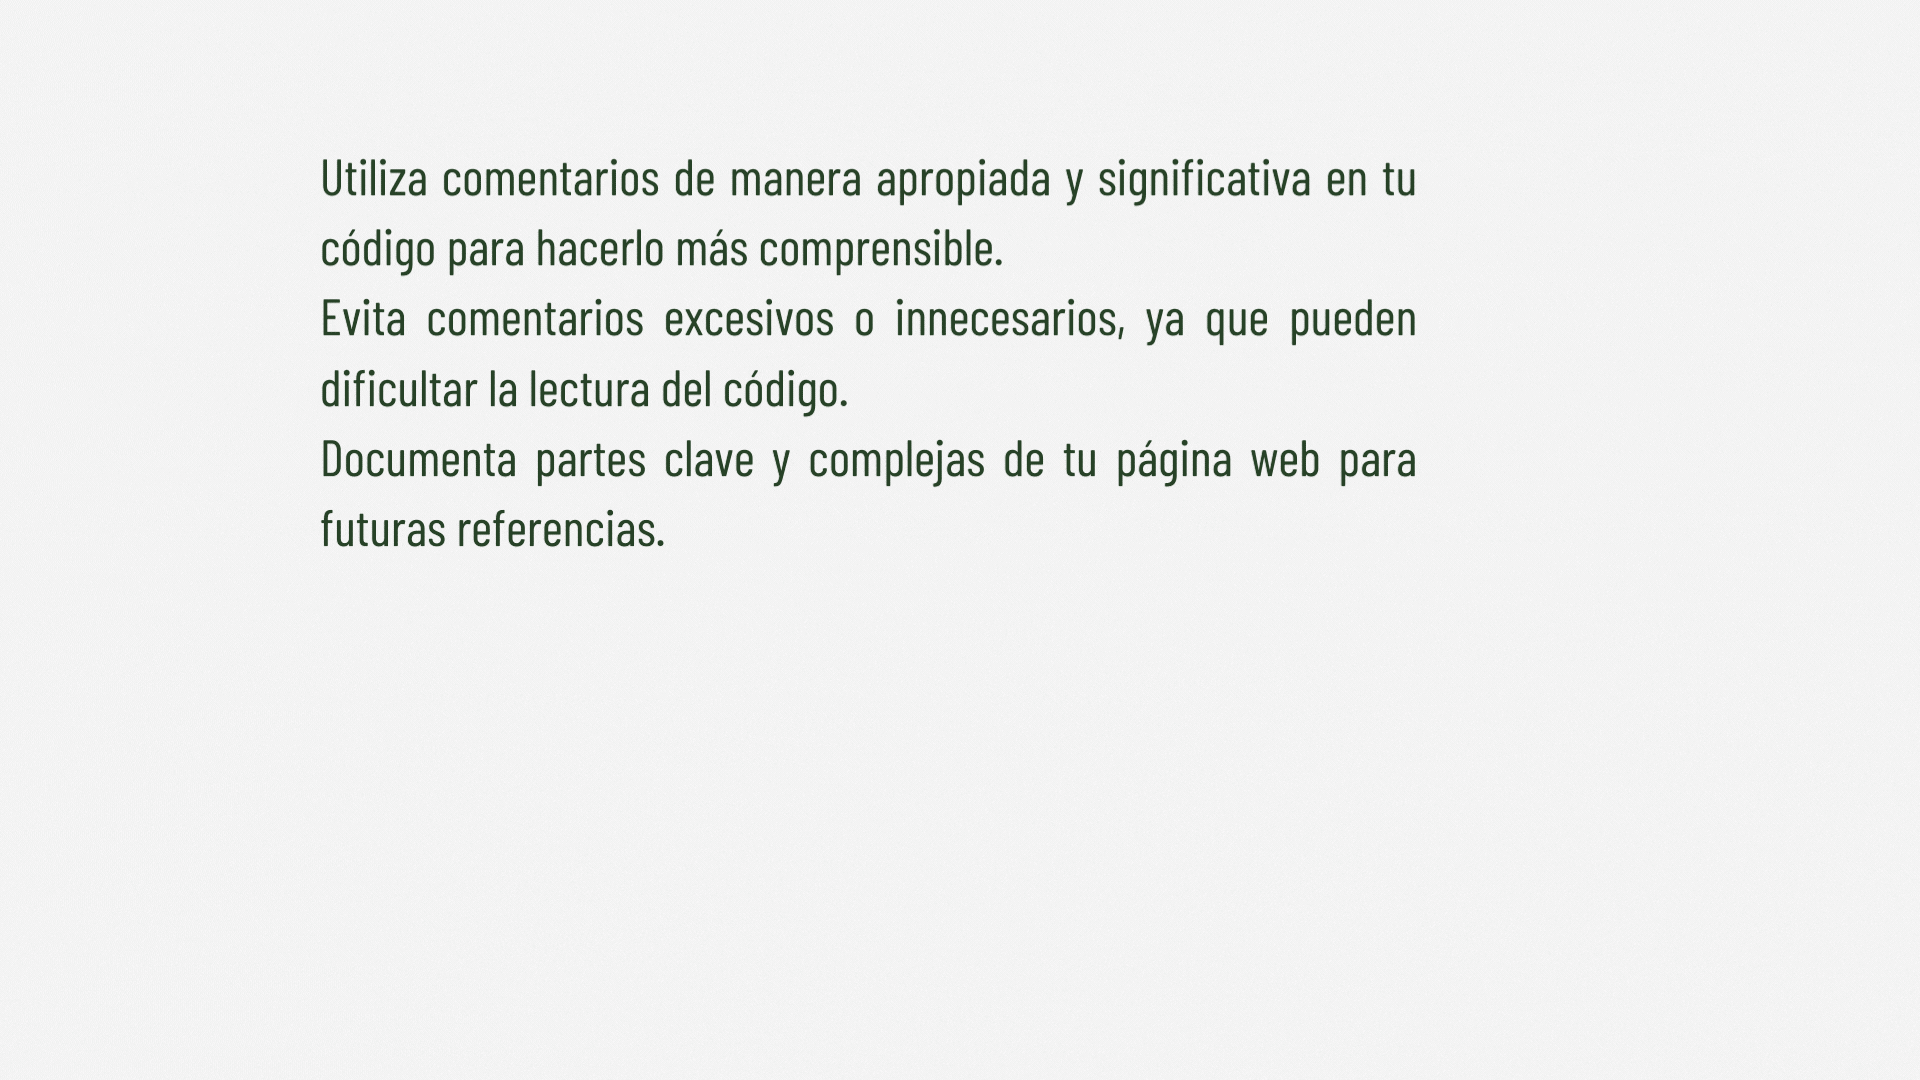 Utiliza comentarios de manera apropiada y significativa en tu
código para hacerlo más comprensible.
Evita comentarios excesivos o innecesarios, ya que pueden
dificultar la lectura del código.
Documenta partes clave y complejas de tu página web para
futuras referencias.